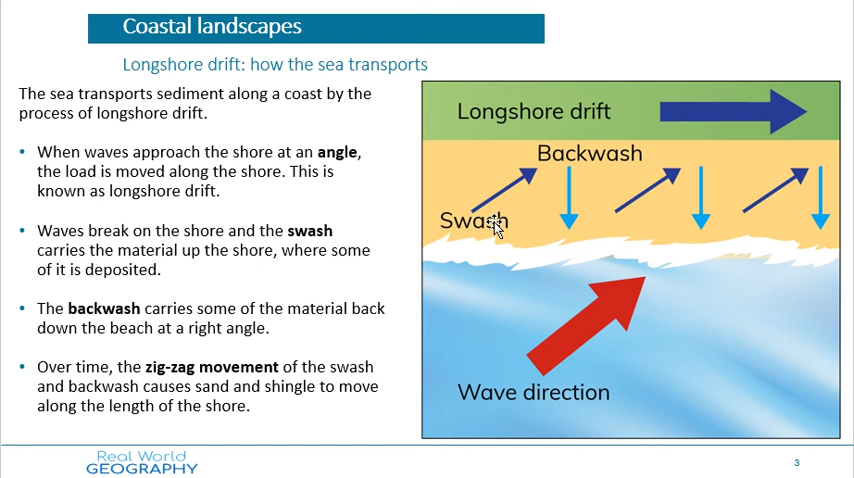 Coastal landscapes
Longshore drift: how the sea transports
The sea transports sediment along a coast by the
process of longshore drift.
• When waves approach the shore at an angle,
the load is moved along the shore. This is
known as longshore drift.
• Waves break on the shore and the swash
carries the material up the shore, where some
of it is deposited.
• The backwash carries some of the material back
down the beach at a right angle.
• Over time, the zig-zag movement of the swash
and backwash causes sand and shingle to move
along the length of the shore.
Longshore drift
Backwash
Swash
Wave direction
Real World
GEOGRAPHY
3